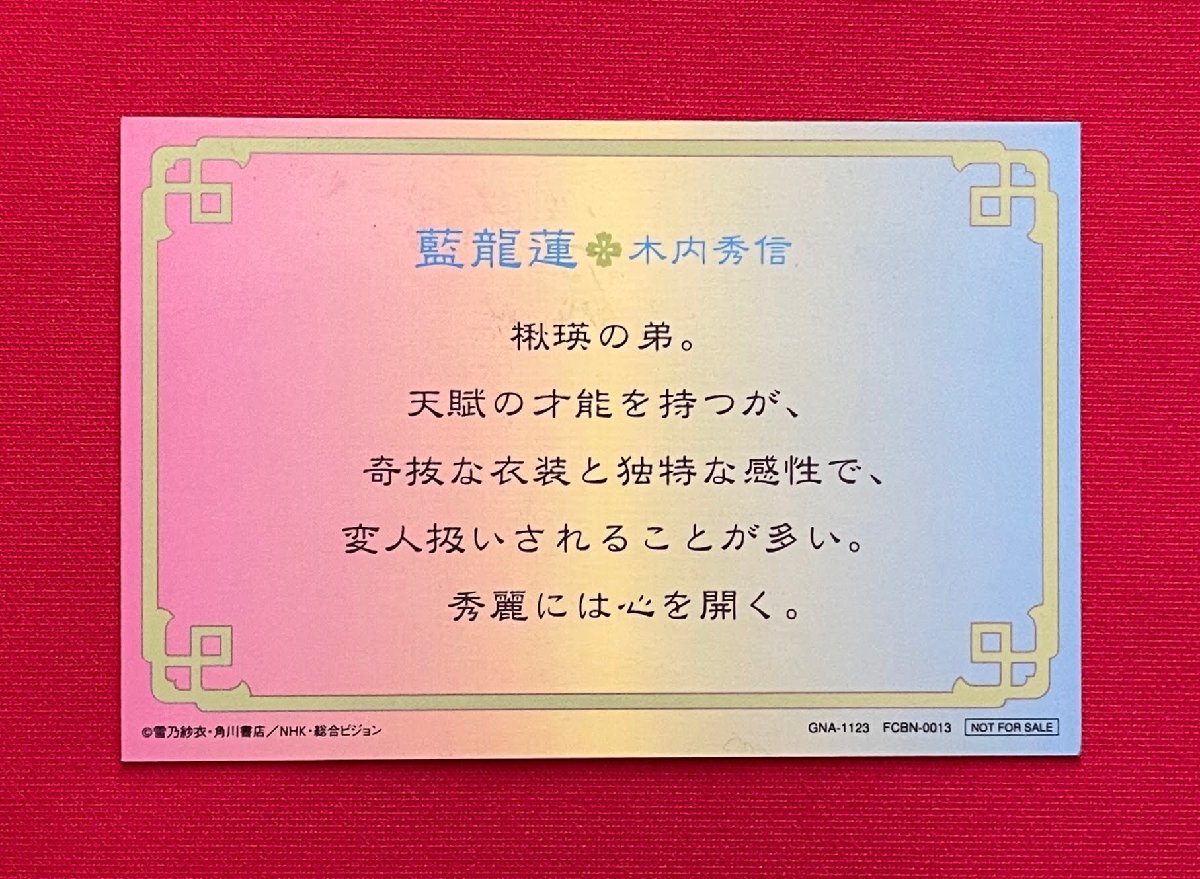 藍龍蓮 木内秀信
楸瑛の弟。
天賦の才能を持つが、
奇抜な衣装と独特な感性で、
変人扱いされることが多い。
秀麗には心を開く。
©雪乃紗衣・角川書店/NHK・総合ビジョン
GNA-1123 FCBN-0013 NOT FOR SALE